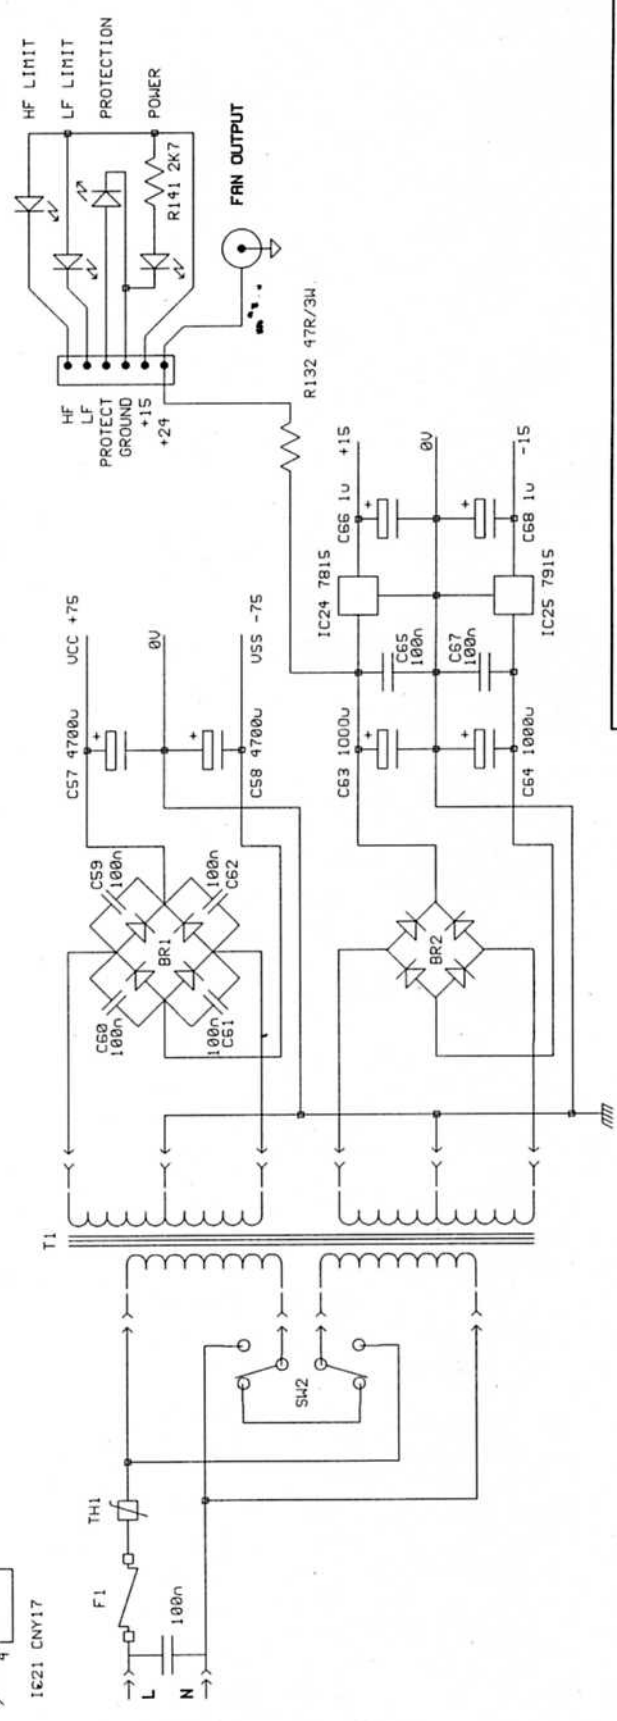 4
IC21 CNY17
L
N
100n
F1
TH1
SW2
T1
C60
100n
C59
100n
BR1
100n
C61
100n
C62
BR2
C57 4700u
VCC +75
0V
C58 4700u
VSS -75
C63 1000u
C64 1000u
C65
100n
C67
100n
IC24 7815
IC25 7915
C66 1u
+15
0V
C68 1u
-15
R132 47R/3W
HF
LF
PROTECT
GROUND
+15
+24
HF LIMIT
LF LIMIT
PROTECTION
POWER
R141 2K7
FAN OUTPUT